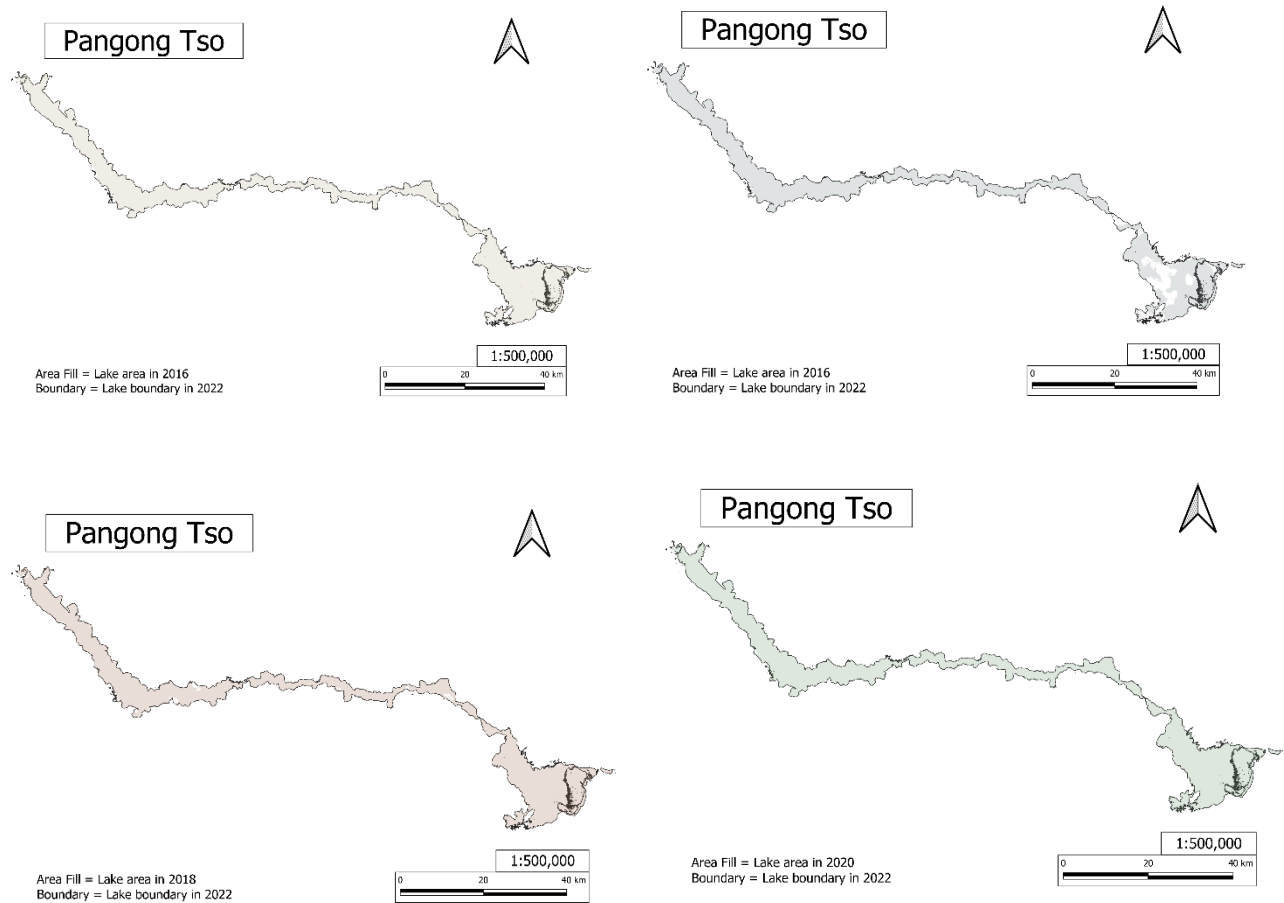 Pangong Tso
1:500,000
0 20 40 km
Area Fill = Lake area in 2016
Boundary = Lake boundary in 2022
Pangong Tso
1:500,000
0 20 40 km
Area Fill = Lake area in 2016
Boundary = Lake boundary in 2022
Pangong Tso
1:500,000
0 20 40 km
Area Fill = Lake area in 2018
Boundary = Lake boundary in 2022
Pangong Tso
1:500,000
0 20 40 km
Area Fill = Lake area in 2020
Boundary = Lake boundary in 2022